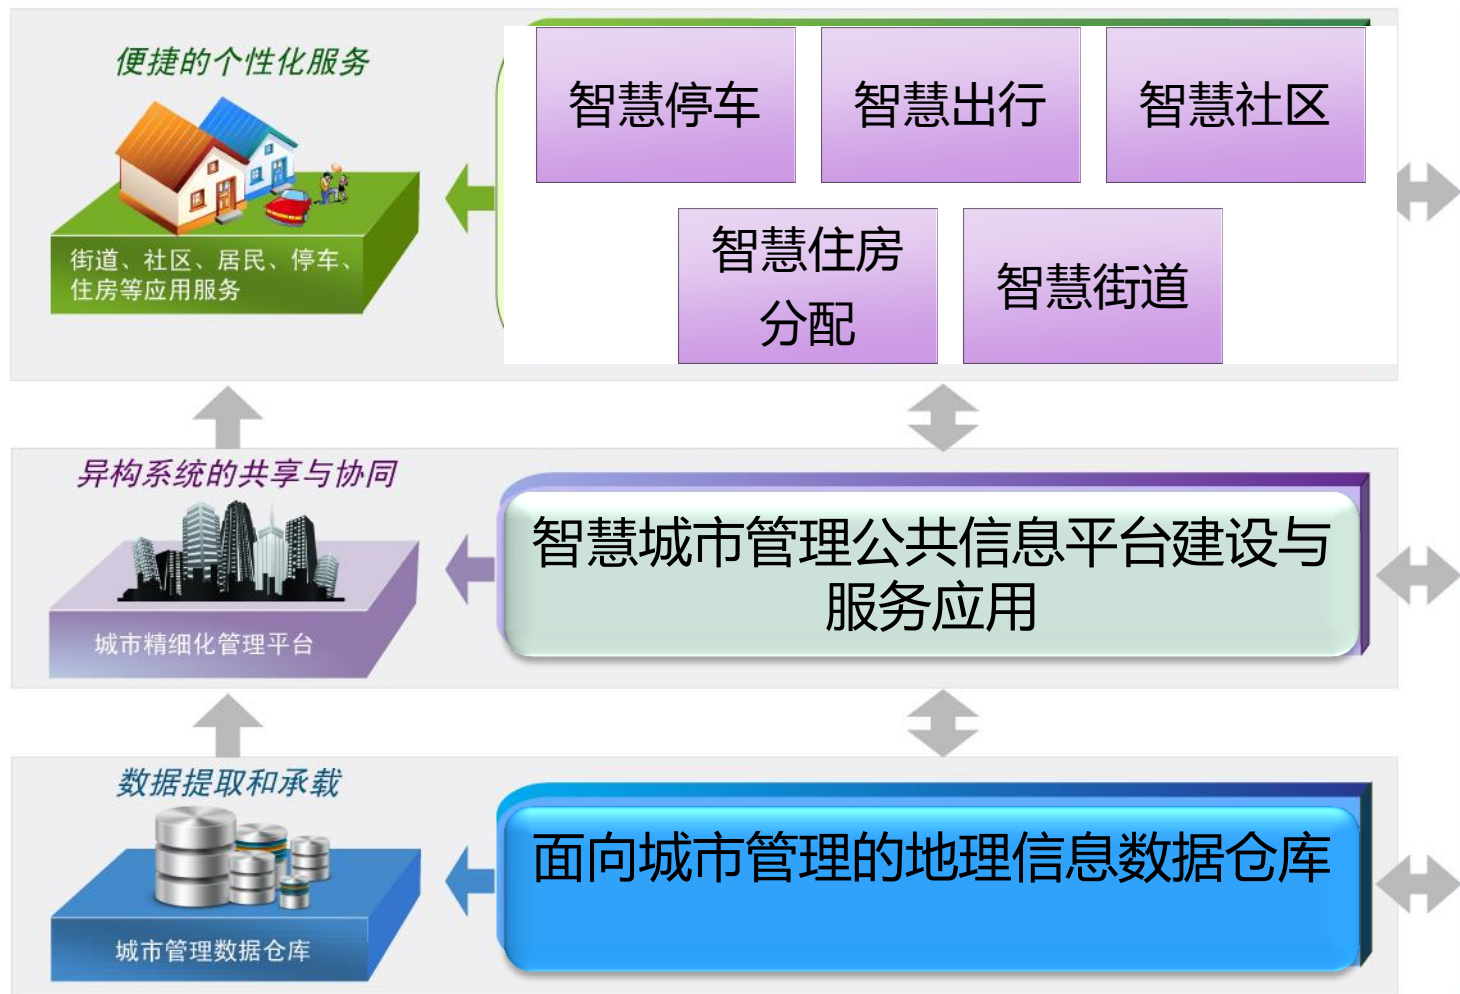 便捷的个性化服务
街道、社区、居民、停车、
住房等应用服务
智慧停车
智慧出行
智慧社区
智慧住房
分配
智慧街道
异构系统的共享与协同
城市精细化管理平台
智慧城市管理公共信息平台建设与
服务应用
数据提取和承载
城市管理数据仓库
面向城市管理的地理信息数据仓库